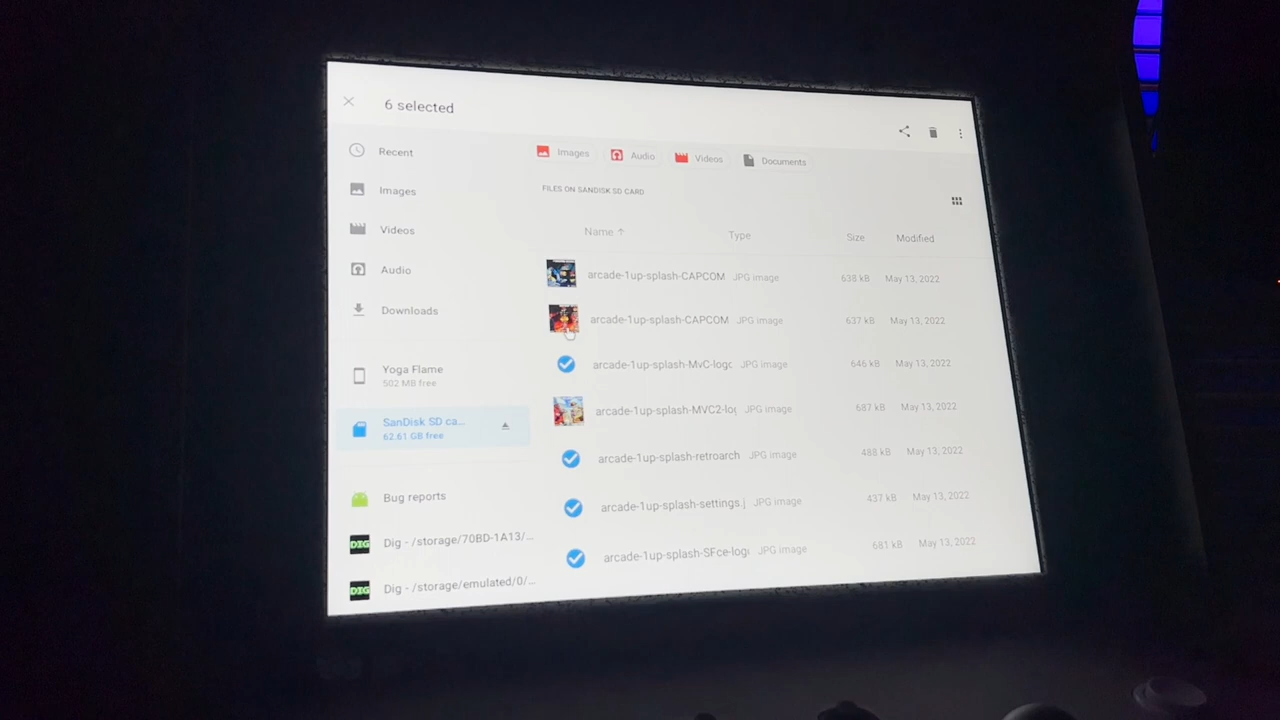 6 selected
Recent
Images
Videos
Audio
Downloads
Yoga Flame
502 MB free
SanDisk SD ca...
62.61 GB free
Bug reports
DIG Dig - /storage/70BD-1A13/...
DIG Dig - /storage/emulated/0/...
Images Audio Videos Documents
FILES ON SANDISK SD CARD
Name Type Size Modified
arcade-1up-splash-CAPCOM JPG image 638 kB May 13, 2022
arcade-1up-splash-CAPCOM JPG image 637 kB May 13, 2022
arcade-1up-splash-MvC-logo JPG image 646 kB May 13, 2022
arcade-1up-splash-MVC2-lo JPG image 687 kB May 13, 2022
arcade-1up-splash-retroarch JPG image 488 kB May 13, 2022
arcade-1up-splash-settings.j JPG image 437 kB May 13, 2022
arcade-1up-splash-SFce-logo JPG image 681 kB May 13, 2022